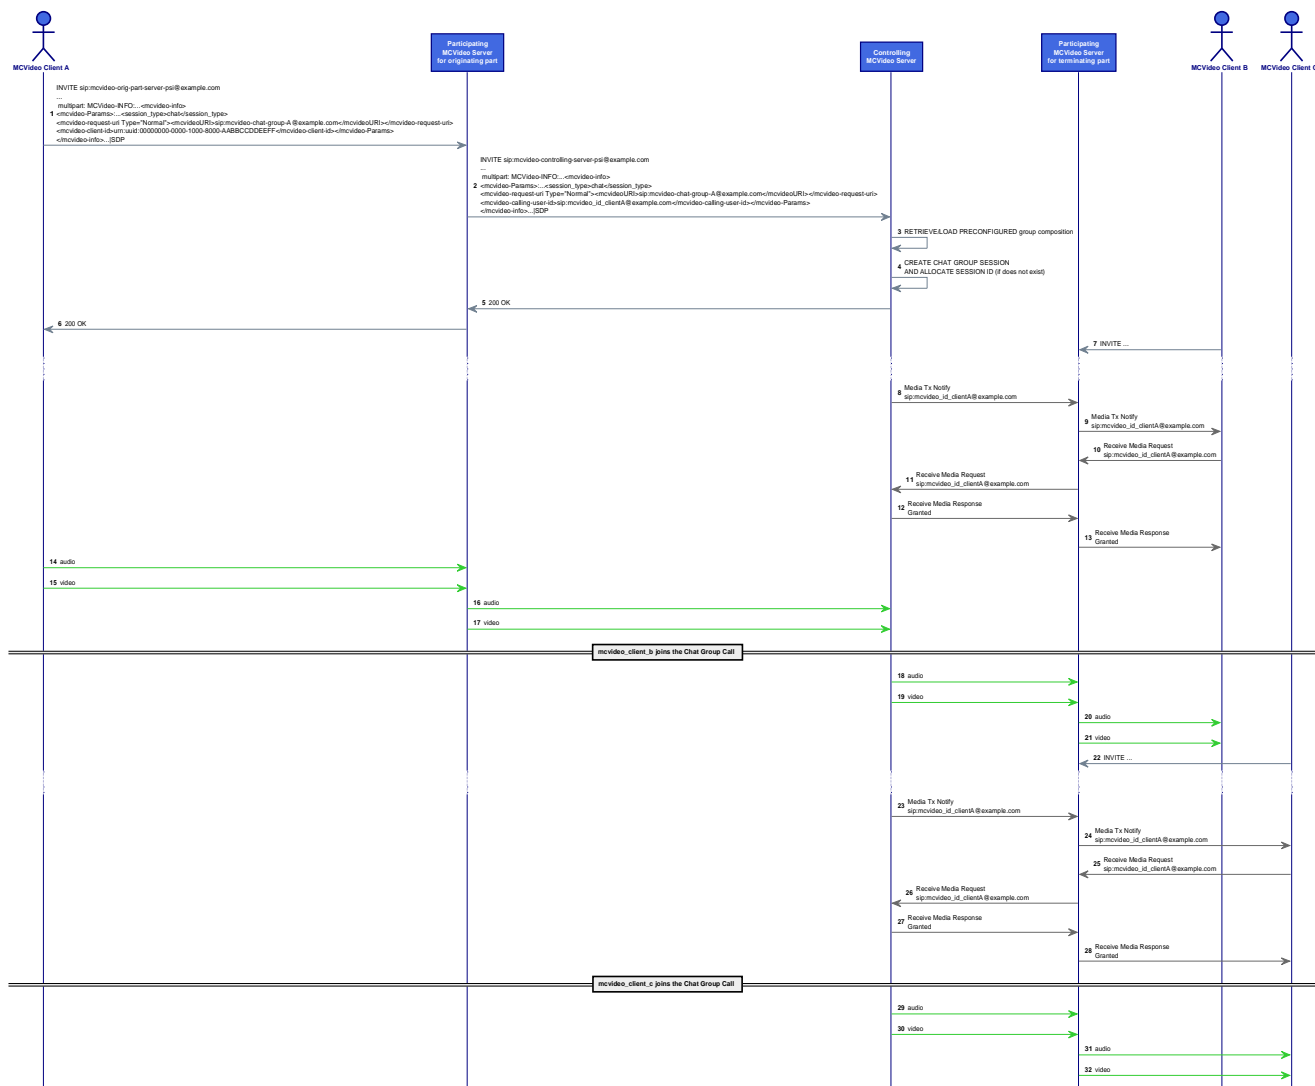 MCVideo Client A
Participating
MCVideo Server
for originating part
Controlling
MCVideo Server
Participating
MCVideo Server
for terminating part
MCVideo Client B
MCVideo Client
INVITE sip:mcvideo-orig-part-server-psi@example.com
...
multipart: MCVideo-INFO:...<mcvideo-info>
1 <mcvideo-Params>:...<session_type>chat</session_type>
<mcvideo-request-uri Type="Normal"><mcvideoURI>sip:mcvideo-chat-group-A@example.com</mcvideoURI></mcvideo-request-uri>
<mcvideo-client-id>urn:uuid:00000000-0000-1000-8000-AABBCCDDEEFF</mcvideo-client-id></mcvideo-Params>
</mcvideo-info>...|SDP
INVITE sip:mcvideo-controlling-server-psi@example.com
...
multipart: MCVideo-INFO:...<mcvideo-info>
2 <mcvideo-Params>:...<session_type>chat</session_type>
<mcvideo-request-uri Type="Normal"><mcvideoURI>sip:mcvideo-chat-group-A@example.com</mcvideoURI></mcvideo-request-uri>
<mcvideo-calling-user-id>sip:mcvideo_id_clientA@example.com</mcvideo-calling-user-id></mcvideo-Params>
</mcvideo-info>...|SDP
3 RETRIEVE/LOAD PRECONFIGURED group composition
4 CREATE CHAT GROUP SESSION
AND ALLOCATE SESSION ID (if does not exist)
5 200 OK
6 200 OK
7 INVITE ...
8 Media Tx Notify
sip:mcvideo_id_clientA@example.com
9 Media Tx Notify
sip:mcvideo_id_clientA@example.com
10 Receive Media Request
sip:mcvideo_id_clientA@example.com
11 Receive Media Request
sip:mcvideo_id_clientA@example.com
12 Receive Media Response
Granted
13 Receive Media Response
Granted
14 audio
15 video
16 audio
17 video
mcvideo_client_b joins the Chat Group Call
18 audio
19 video
20 audio
21 video
22 INVITE ...
23 Media Tx Notify
sip:mcvideo_id_clientA@example.com
24 Media Tx Notify
sip:mcvideo_id_clientA@example.com
25 Receive Media Request
sip:mcvideo_id_clientA@example.com
26 Receive Media Request
sip:mcvideo_id_clientA@example.com
27 Receive Media Response
Granted
28 Receive Media Response
Granted
mcvideo_client_c joins the Chat Group Call
29 audio
30 video
31 audio
32 video